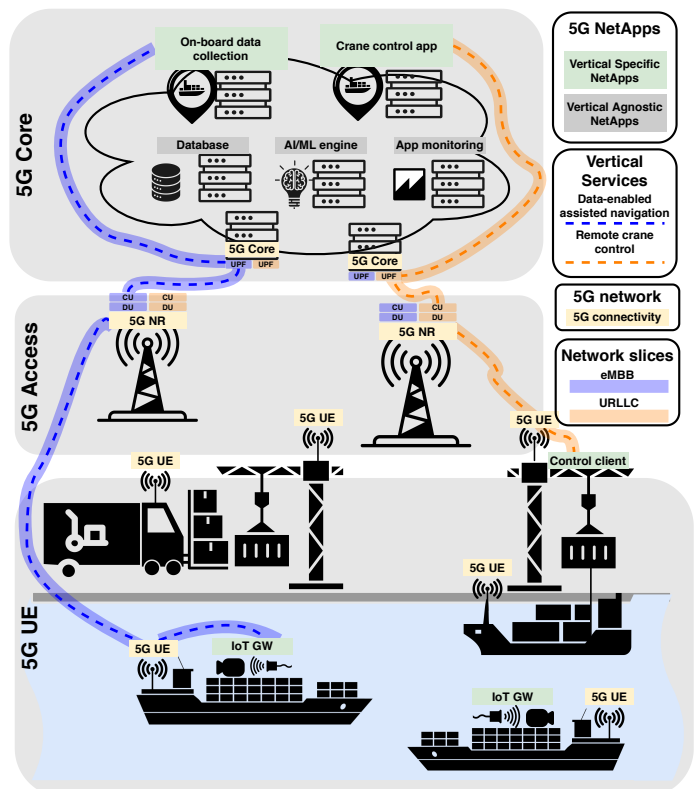 On-board data
collection
Crane control app
5G Core
Database
AI/ML engine
App monitoring
5G Core
UPF
UPF
5G Core
UPF
UPF
5G NetApps
Vertical Specific
NetApps
Vertical Agnostic
NetApps
Vertical
Services
Data-enabled
assisted navigation
Remote crane
control
5G network
5G connectivity
Network slices
eMBB
URLLC
5G Access
CU
CU
DU
DU
5G NR
CU
CU
DU
DU
5G NR
5G UE
5G UE
Control client
5G UE
5G UE
5G UE
5G UE
IoT GW
IoT GW
5G UE